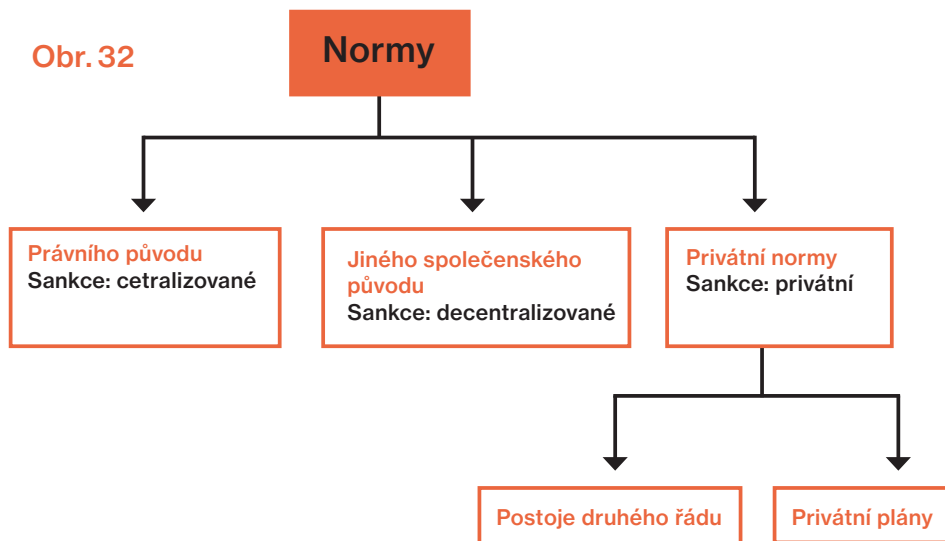 Obr. 32
Normy
Právního původu
Sankce: cetralizované
Jiného společenského
původu
Sankce: decentralizované
Privátní normy
Sankce: privátní
Postoje druhého řádu
Privátní plány